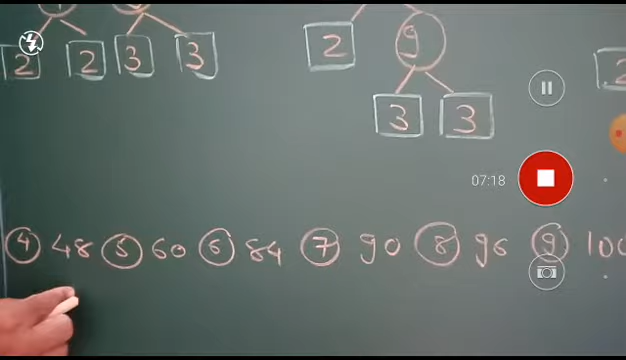 2 2 3 3 2 9 2
3 3
07:18
④ 48 ⑤ 60 ⑥ 84 ⑦ 90 ⑧ 96 ⑨ 100